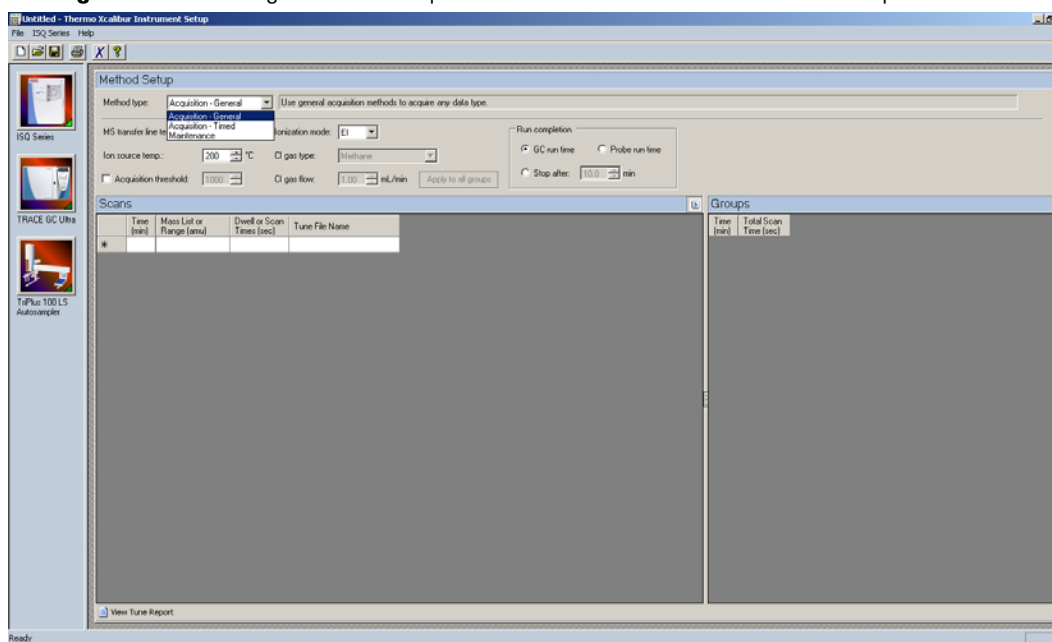 Untitled - Thermo Xcalibur Instrument Setup
File ISQ Series Help
Method Setup
Method type: Acquisition - General Use general acquisition methods to acquire any data type.
Acquisition - General
Acquisition - Timed
Maintenance
MS transfer line te Ionization mode: EI
Ion source temp.: 200 °C CI gas type: Methane
Acquisition threshold: 1000 CI gas flow: 1.00 mL/min Apply to all groups
Run completion
GC run time Probe run time
Stop after: 10.0 min
ISQ Series
TRACE GC Ultra
TriPlus 100 LS
Autosampler
Scans
Time (min) Mass List or Range (amu) Dwell or Scan Times (sec) Tune File Name
*
Groups
Time (min) Total Scan Time (sec)
View Tune Report
Ready